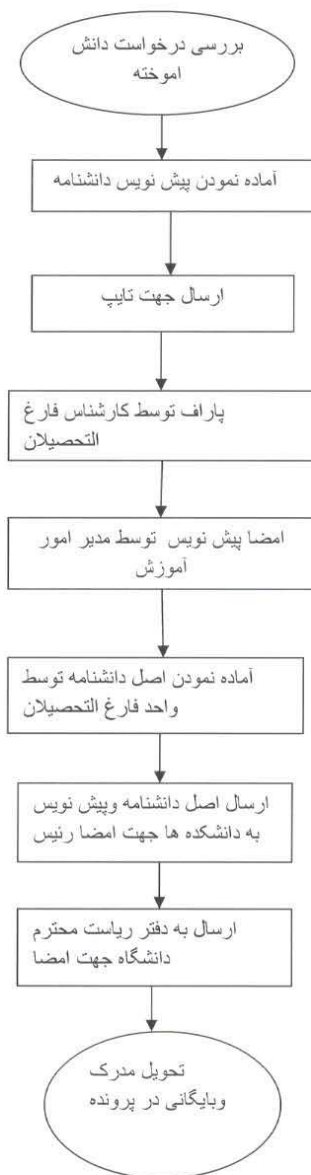 بررسی درخواست دانش
اموخته
آماده نمودن پیش نویس دانشنامه
ارسال جهت تایپ
پاراف توسط کارشناس فارغ
التحصیلان
امضا پیش نویس توسط مدیر امور
آموزش
آماده نمودن اصل دانشنامه توسط
واحد فارغ التحصیلان
ارسال اصل دانشنامه وپیش نویس
به دانشکده ها جهت امضا رئیس
ارسال به دفتر ریاست محترم
دانشگاه جهت امضا
تحویل مدرک
وبایگانی در پرونده